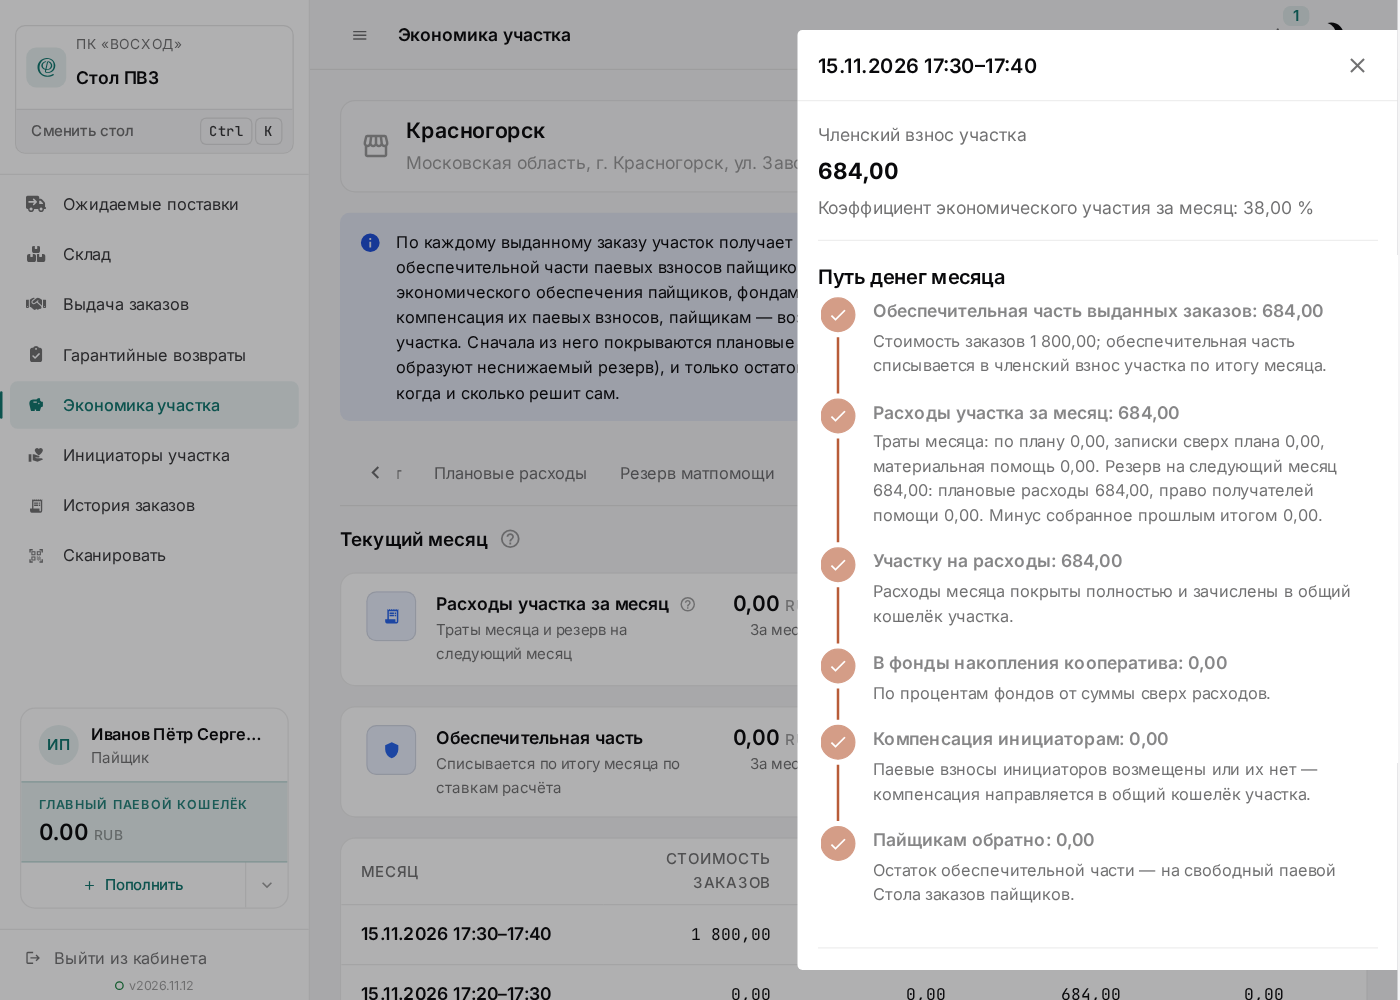 ПК «ВОСХОД»
Стол ПВЗ
Сменить стол
Ctrl K
Ожидаемые поставки
Склад
Выдача заказов
Гарантийные возвраты
Экономика участка
Инициаторы участка
История заказов
Сканировать
ИП
Иванов Пётр Серге...
Пайщик
ГЛАВНЫЙ ПАЕВОЙ КОШЕЛЁК
0.00 RUB
+ Пополнить
Выйти из кабинета
v2026.11.12
Экономика участка
1
Красногорск
Московская область, г. Красногорск, ул. Заво
По каждому выданному заказу участок получает
обеспечительной части паевых взносов пайщико
экономического обеспечения пайщиков, фондам
компенсация их паевых взносов, пайщикам — во
участка. Сначала из него покрываются плановые
образуют неснижаемый резерв), и только остато
когда и сколько решит сам.
Плановые расходы
Резерв матпомощи
Текущий месяц
Расходы участка за месяц
0,00
Траты месяца и резерв на
следующий месяц
За мес
Обеспечительная часть
0,00
Списывается по итогу месяца по
ставкам расчёта
За мес
МЕСЯЦ
СТОИМОСТЬ
ЗАКАЗОВ
15.11.2026 17:30–17:40
1 800,00
15.11.2026 17:20–17:30
0,00
0,00
684,00
0,00
15.11.2026 17:30–17:40
Членский взнос участка
684,00
Коэффициент экономического участия за месяц: 38,00 %
Путь денег месяца
Обеспечительная часть выданных заказов: 684,00
Стоимость заказов 1 800,00; обеспечительная часть
списывается в членский взнос участка по итогу месяца.
Расходы участка за месяц: 684,00
Траты месяца: по плану 0,00, записки сверх плана 0,00,
материальная помощь 0,00. Резерв на следующий месяц
684,00: плановые расходы 684,00, право получателей
помощи 0,00. Минус собранное прошлым итогом 0,00.
Участку на расходы: 684,00
Расходы месяца покрыты полностью и зачислены в общий
кошелёк участка.
В фонды накопления кооператива: 0,00
По процентам фондов от суммы сверх расходов.
Компенсация инициаторам: 0,00
Паевые взносы инициаторов возмещены или их нет —
компенсация направляется в общий кошелёк участка.
Пайщикам обратно: 0,00
Остаток обеспечительной части — на свободный паевой
Стола заказов пайщиков.